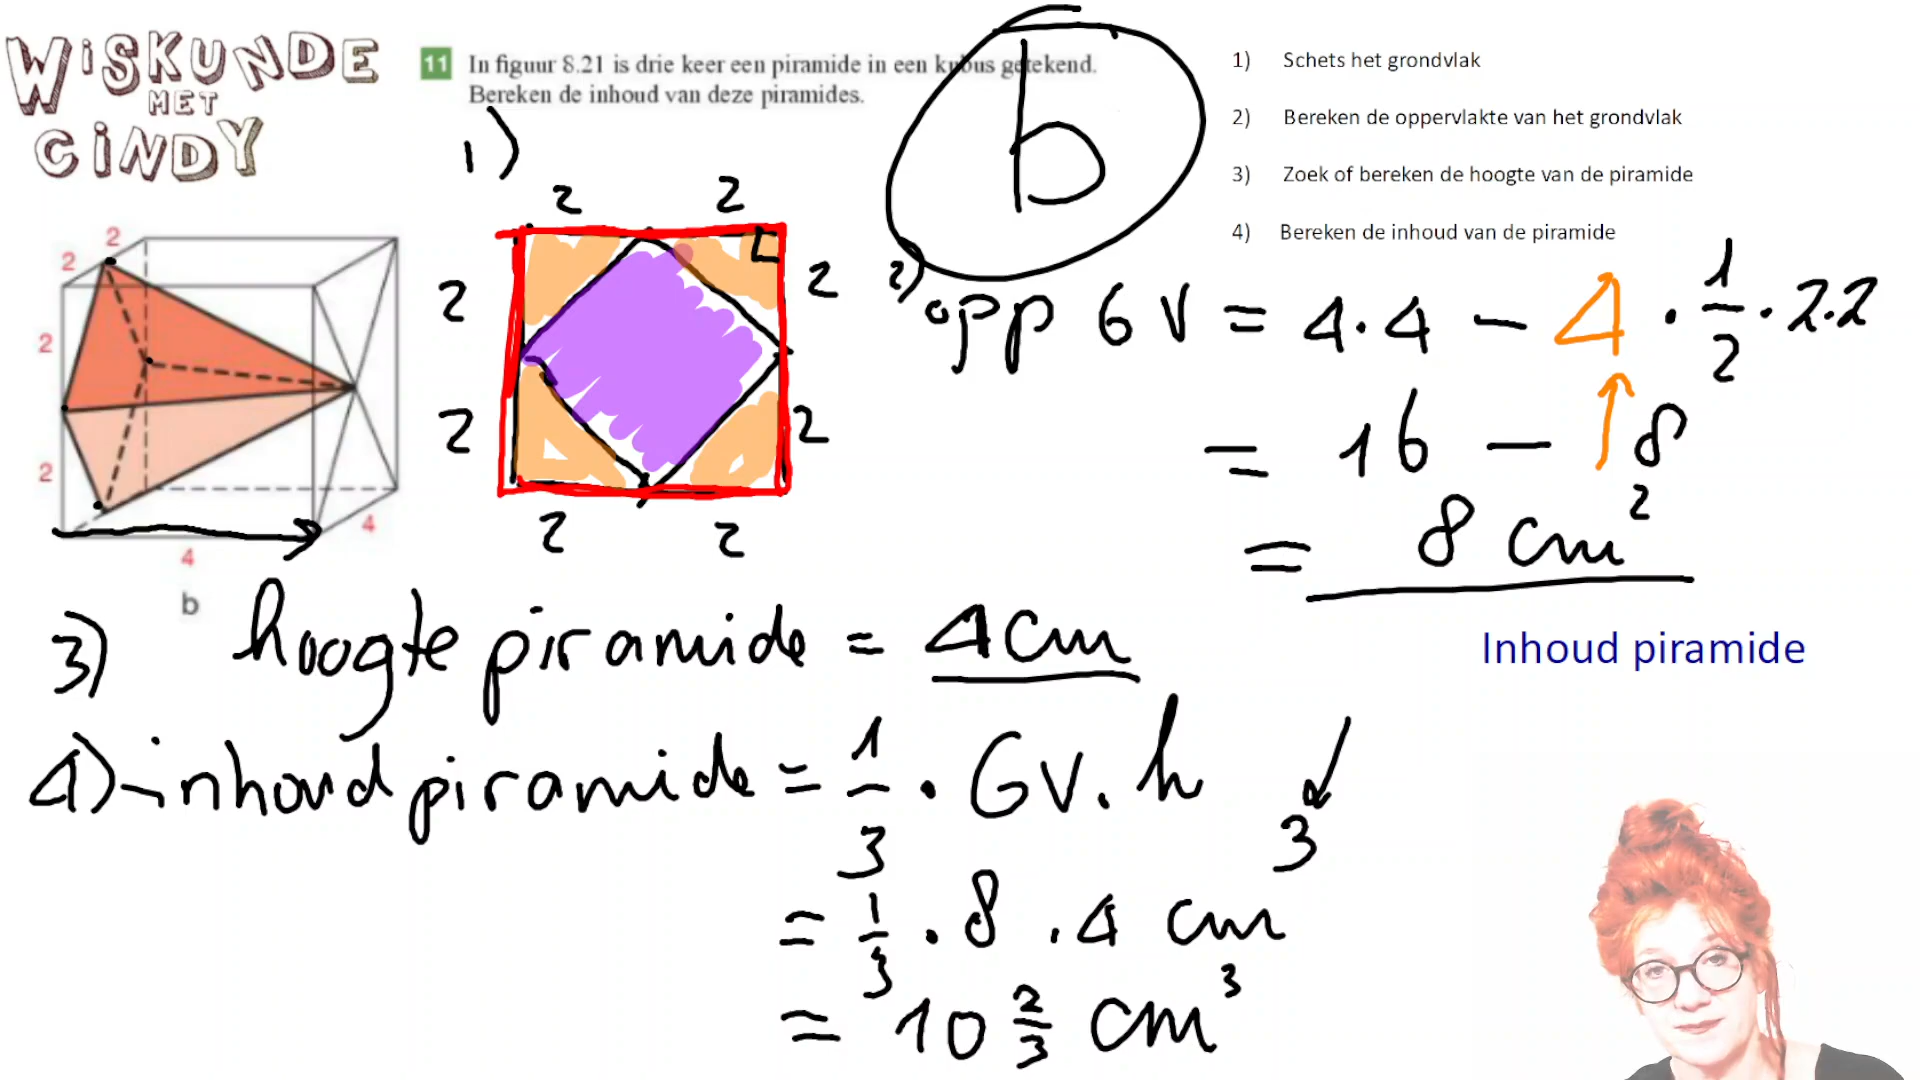 WiSKUNDE
MET
CiNDY
11 In figuur 8.21 is drie keer een piramide in een kubus getekend.
Bereken de inhoud van deze piramides.
b
1) Schets het grondvlak
2) Bereken de oppervlakte van het grondvlak
3) Zoek of bereken de hoogte van de piramide
4) Bereken de inhoud van de piramide
2
2
2
2
4
4
b
1)
2 2
2 2
2 2
2 2
2) opp GV = 4·4 - 4 · 1/2 · 2·2
= 16 - 8
= 8 cm²
3) hoogte piramide = 4cm
Inhoud piramide
4) inhoud piramide = 1/3 · GV · h
= 1/3 · 8 · 4 cm³
= 10 2/3 cm³